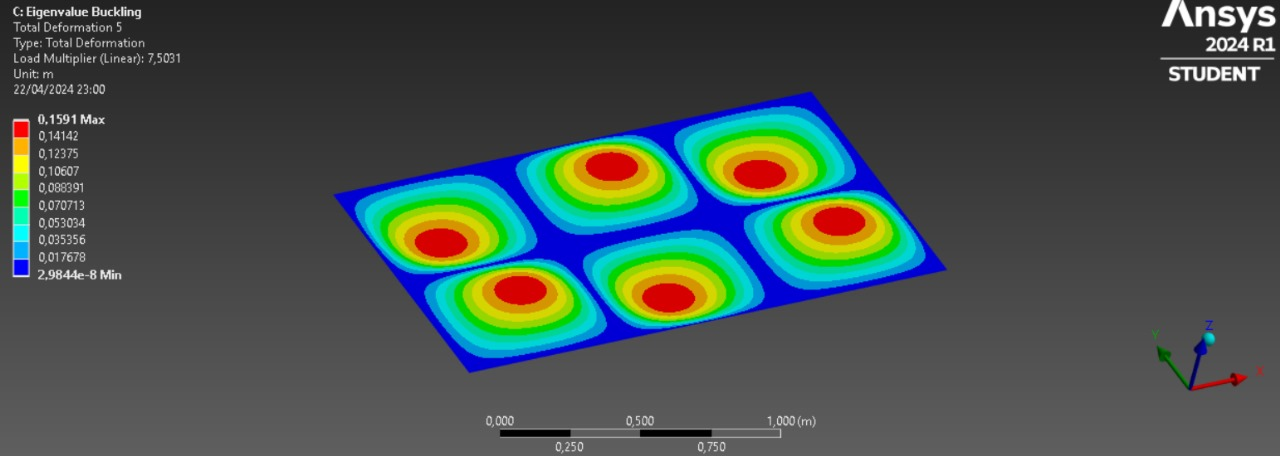 C: Eigenvalue Buckling
Total Deformation 5
Type: Total Deformation
Load Multiplier (Linear): 7,5031
Unit: m
22/04/2024 23:00
Ansys
2024 R1
STUDENT
0,1591 Max
0,14142
0,12375
0,10607
0,088391
0,070713
0,053034
0,035356
0,017678
2,9844e-8 Min
Y
Z
X
0,000
0,500
1,000 (m)
0,250
0,750